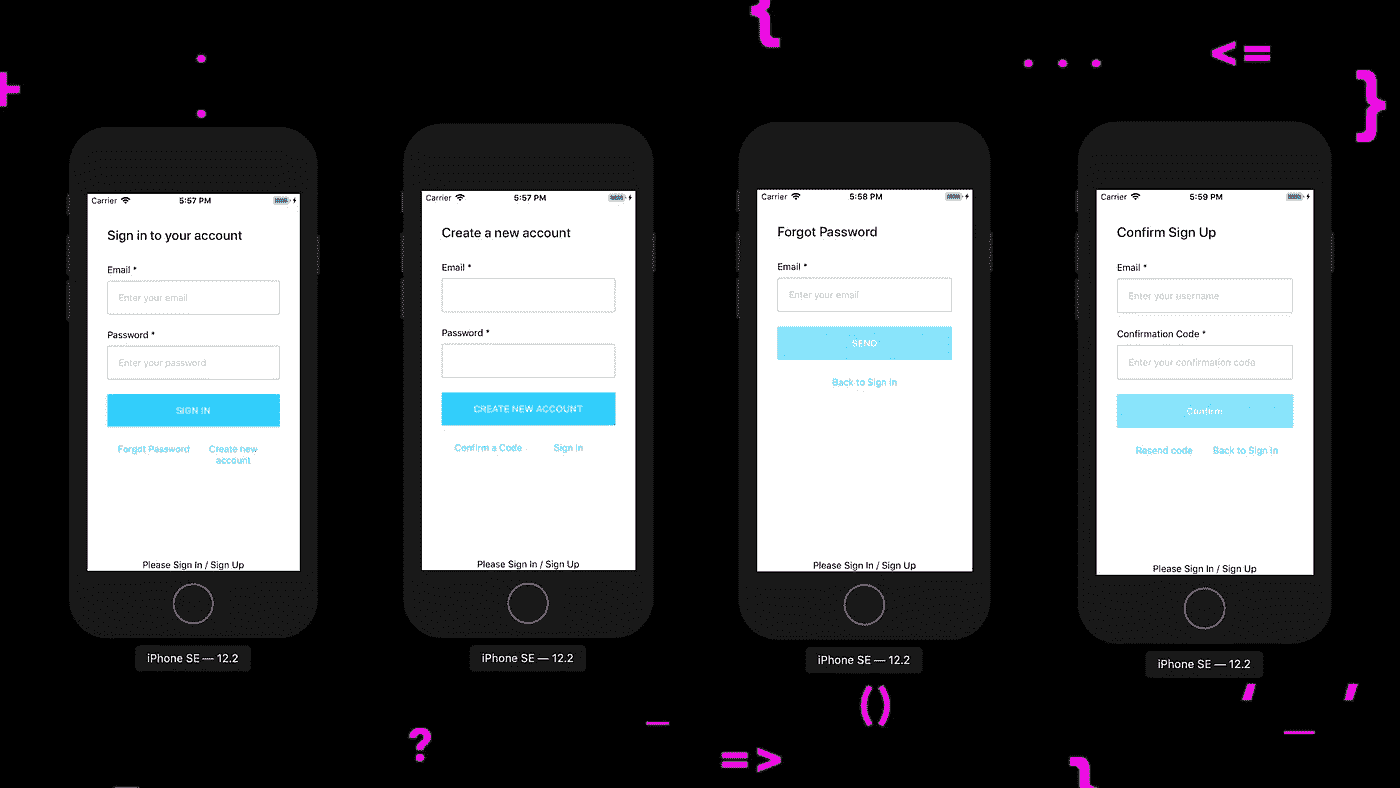 {
:
. . .
<=
+
}
Carrier 5:57 PM
Sign in to your account
Email *
Enter your email
Password *
Enter your password
SIGN IN
Forgot Password
Create new
account
Please Sign In / Sign Up
iPhone SE — 12.2
Carrier 5:57 PM
Create a new account
Email *
Password *
CREATE NEW ACCOUNT
Confirm a Code
Sign In
Please Sign In / Sign Up
iPhone SE — 12.2
Carrier 5:58 PM
Forgot Password
Email *
Enter your email
SEND
Back to Sign In
Please Sign In / Sign Up
iPhone SE — 12.2
Carrier 5:59 PM
Confirm Sign Up
Email *
Enter your username
Confirmation Code *
Enter your confirmation code
Confirm
Resend code
Back to Sign In
Please Sign In / Sign Up
iPhone SE — 12.2
()
' _ '
?
_
=>
}